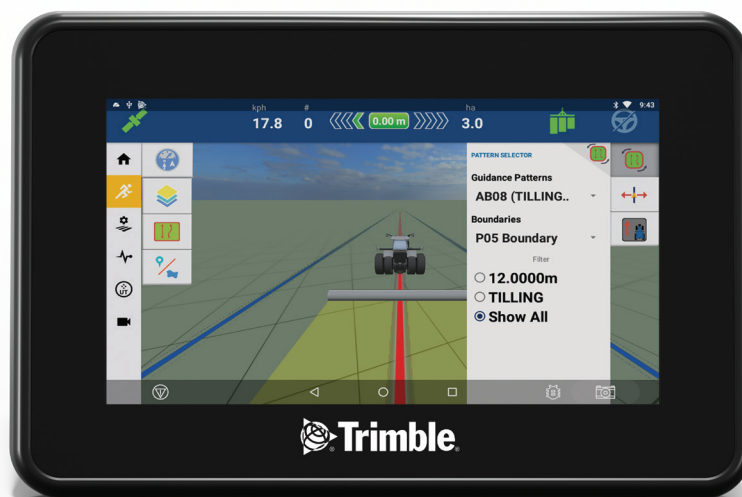 9:43
kph
17.8
#
0
0.00 m
ha
3.0
PATTERN SELECTOR
Guidance Patterns
AB08 (TILLING..
Boundaries
P05 Boundary
Filter
12.0000m
TILLING
Show All
UT
Trimble